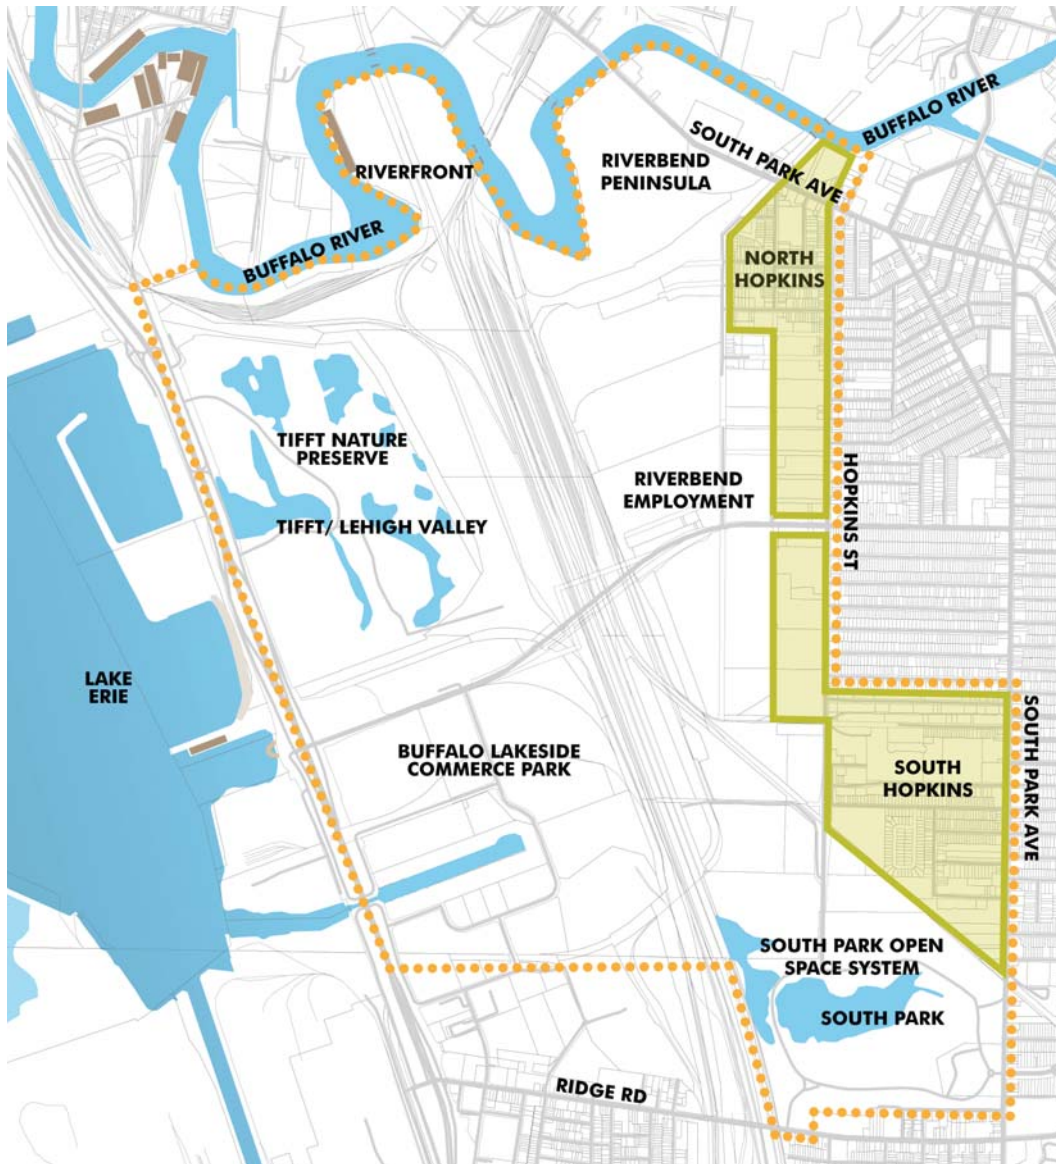 BUFFALO RIVER
SOUTH PARK AVE
RIVERFRONT
RIVERBEND
PENINSULA
BUFFALO RIVER
NORTH
HOPKINS
TIFFT NATURE
PRESERVE
RIVERBEND
EMPLOYMENT
HOPKINS ST
TIFFT/ LEHIGH VALLEY
LAKE
ERIE
SOUTH PARK AVE
BUFFALO LAKESIDE
COMMERCE PARK
SOUTH
HOPKINS
SOUTH PARK OPEN
SPACE SYSTEM
SOUTH PARK
RIDGE RD